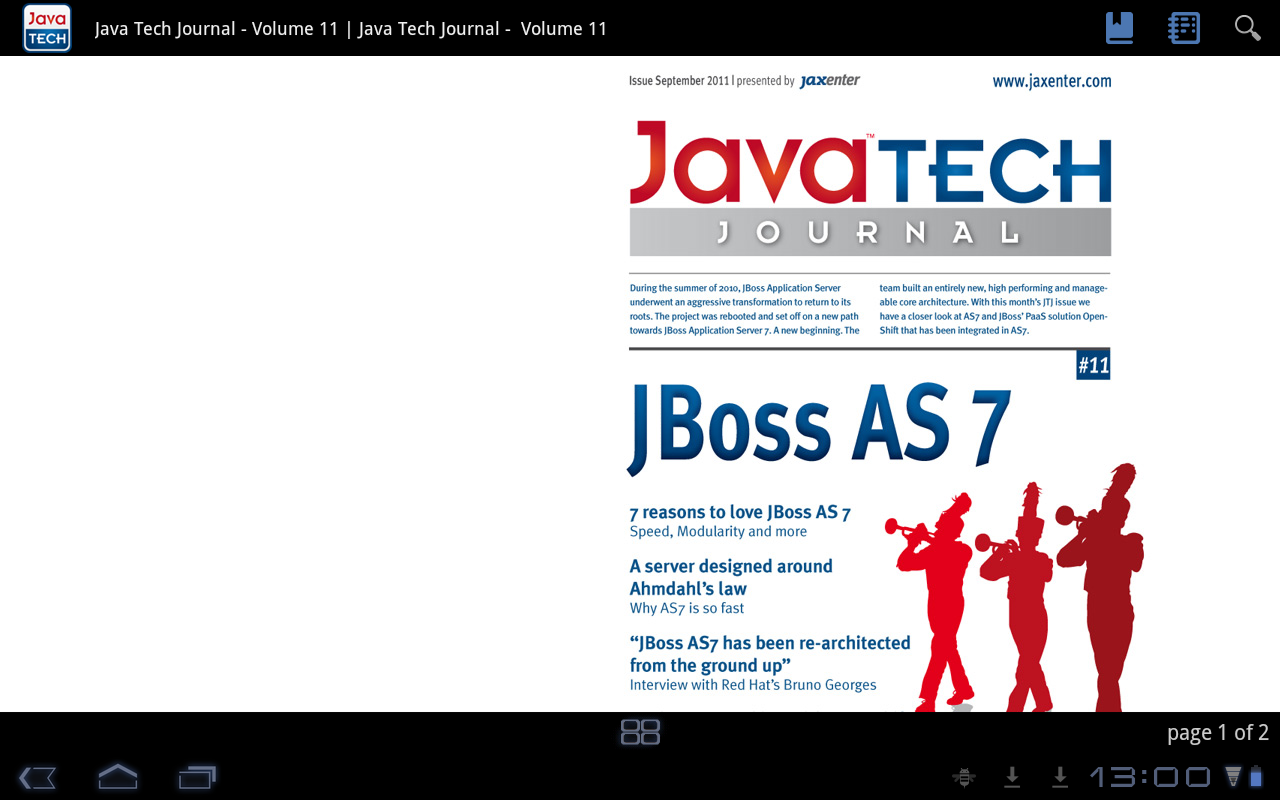 Java
TECH
Java Tech Journal - Volume 11 | Java Tech Journal -  Volume 11
Issue September 2011 | presented by jaxenter
www.jaxenter.com
Java™TECH
JOURNAL
During the summer of 2010, JBoss Application Server
underwent an aggressive transformation to return to its
roots. The project was rebooted and set off on a new path
towards JBoss Application Server 7. A new beginning. The
team built an entirely new, high performing and manage-
able core architecture. With this month's JTJ issue we
have a closer look at AS7 and JBoss' PaaS solution Open-
Shift that has been integrated in AS7.
#11
JBoss AS 7
7 reasons to love JBoss AS 7
Speed, Modularity and more
A server designed around
Ahmdahl's law
Why AS7 is so fast
“JBoss AS7 has been re-architected
from the ground up”
Interview with Red Hat's Bruno Georges
page 1 of 2
13:00